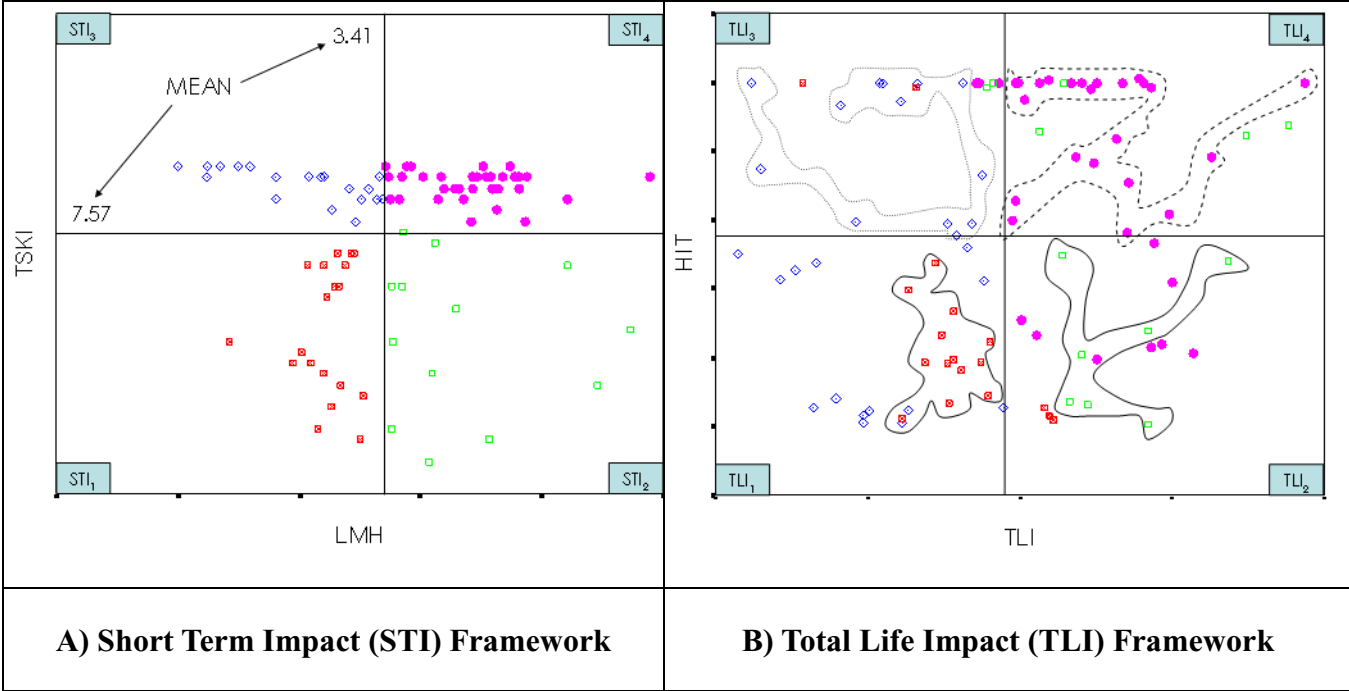 STI₃
3.41
STI₄
MEAN
7.57
TSKI
STI₁
STI₂
LMH
TLI₃
TLI₄
HIT
TLI₁
TLI₂
TLI
A) Short Term Impact (STI) Framework
B) Total Life Impact (TLI) Framework